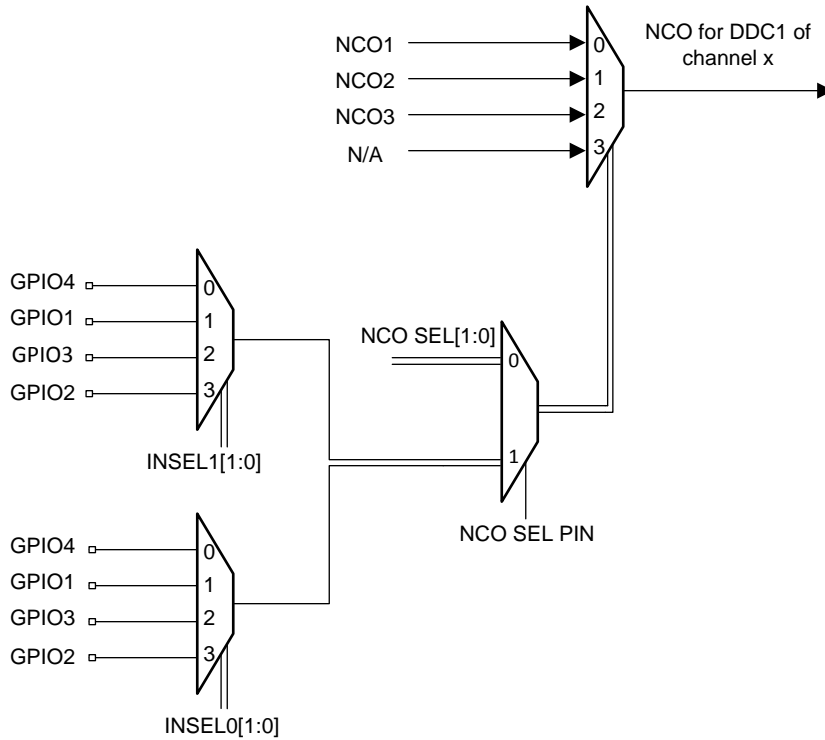 NCO1
NCO2
NCO3
N/A
0
1
2
3
NCO for DDC1 of
channel x
GPIO4
GPIO1
GPIO3
GPIO2
0
1
2
3
INSEL1[1:0]
NCO SEL[1:0]
0
1
NCO SEL PIN
GPIO4
GPIO1
GPIO3
GPIO2
0
1
2
3
INSEL0[1:0]